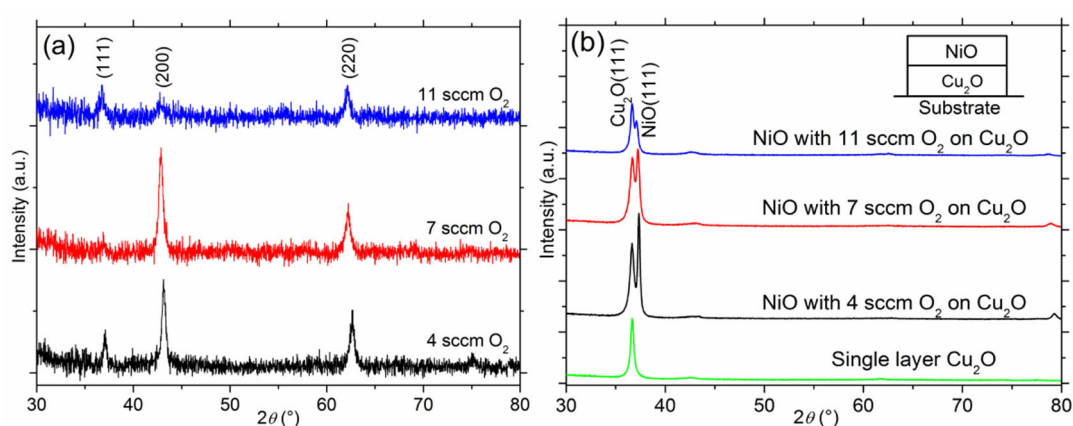 (a)
(111)
(200)
(220)
11 sccm O₂
7 sccm O₂
4 sccm O₂
Intensity (a.u.)
30 40 50 60 70 80
2θ (°)
(b)
Cu₂O(111)
NiO(111)
NiO
Cu₂O
Substrate
NiO with 11 sccm O₂ on Cu₂O
NiO with 7 sccm O₂ on Cu₂O
NiO with 4 sccm O₂ on Cu₂O
Single layer Cu₂O
Intensity (a.u.)
30 40 50 60 70 80
2θ (°)